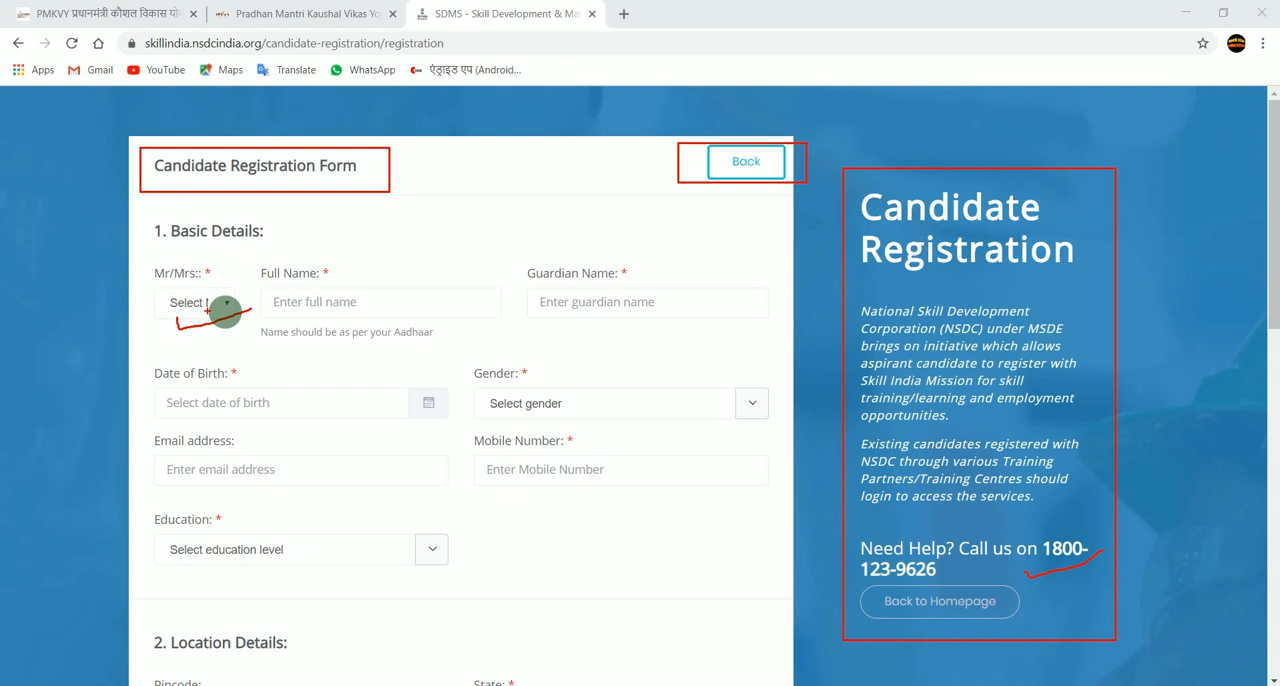 PMKVY प्रधानमंत्री कौशल विकास यो
Pradhan Mantri Kaushal Vikas Yo
SDMS - Skill Development & Ma
skillindia.nsdcindia.org/candidate-registration/registration
Apps
Gmail
YouTube
Maps
Translate
WhatsApp
एंड्राइड एप (Android...
Candidate Registration Form
Back
1. Basic Details:
Mr/Mrs:: *
Full Name: *
Guardian Name: *
Select
Enter full name
Enter guardian name
Name should be as per your Aadhaar
Date of Birth: *
Gender: *
Select date of birth
Select gender
Email address:
Mobile Number: *
Enter email address
Enter Mobile Number
Education: *
Select education level
2. Location Details:
Pincode:
State: *
Candidate
Registration
National Skill Development
Corporation (NSDC) under MSDE
brings on initiative which allows
aspirant candidate to register with
Skill India Mission for skill
training/learning and employment
opportunities.
Existing candidates registered with
NSDC through various Training
Partners/Training Centres should
login to access the services.
Need Help? Call us on 1800-
123-9626
Back to Homepage